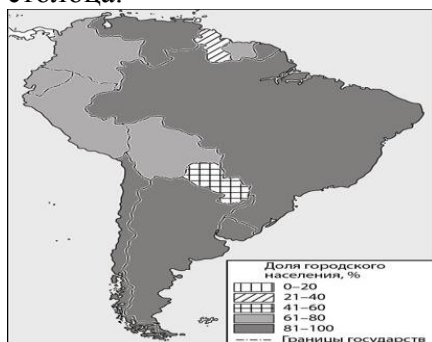 столица.
Доля городского
населения, %
0–20
21–40
41–60
61–80
81–100
Границы государств